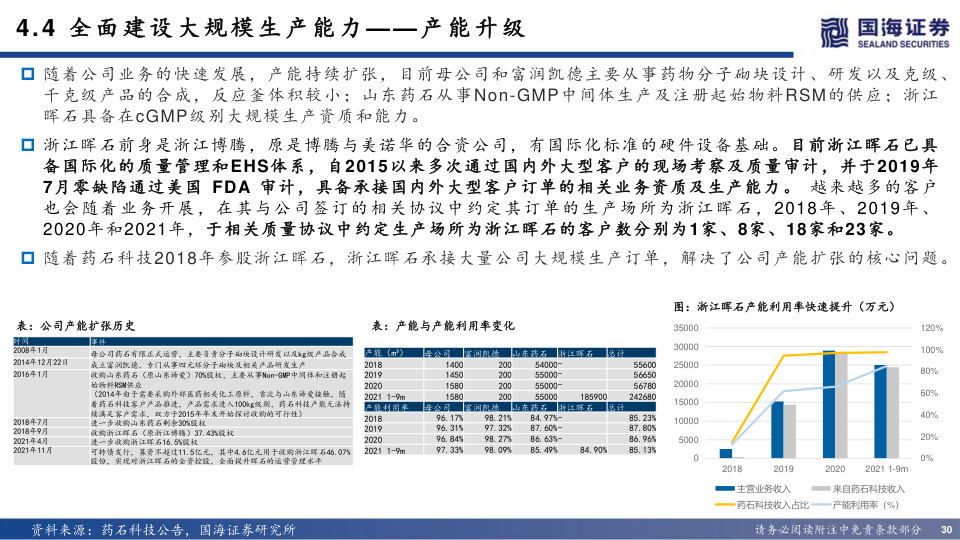 4.4 全面建设大规模生产能力——产能升级
国海证券
SEALAND SECURITIES
随着公司业务的快速发展，产能持续扩张，目前母公司和富润凯德主要从事药物分子砌块设计、研发以及克级、
千克级产品的合成，反应釜体积较小；山东药石从事Non-GMP中间体生产及注册起始物料RSM的供应；浙江
晖石具备在cGMP级别大规模生产资质和能力。
浙江晖石前身是浙江博腾，原是博腾与美诺华的合资公司，有国际化标准的硬件设备基础。目前浙江晖石已具
备国际化的质量管理和EHS体系，自2015以来多次通过国内外大型客户的现场考察及质量审计，并于2019年
7月零缺陷通过美国 FDA 审计，具备承接国内外大型客户订单的相关业务资质及生产能力。 越来越多的客户
也会随着业务开展，在其与公司签订的相关协议中约定其订单的生产场所为浙江晖石，2018年、2019年、
2020年和2021年，于相关质量协议中约定生产场所为浙江晖石的客户数分别为1家、8家、18家和23家。
随着药石科技2018年参股浙江晖石，浙江晖石承接大量公司大规模生产订单，解决了公司产能扩张的核心问题。
表：公司产能扩张历史
时间 事件
2008年1月 母公司药石有限正式运营，主要负责分子砌块设计研发以及kg级产品合成
2014年12月22日 成立富润凯德，专门从事四元环分子砌块及相关产品研发生产
2016年1月 收购山东药石（原山东谛爱）70%股权，主要从事Non-GMP中间体和注册起
始物料RSM供应
（2014年由于需要采购外部医药相关化工原料，首次与山东谛爱接触，随
着药石科技客户产品推进，产品需求进入100kg级别，药石科技产能无法持
续满足客户需求，双方于2015年年末开始探讨收购的可行性）
2018年7月 进一步收购山东药石剩余30%股权
2018年9月 收购浙江晖石（原浙江博腾）37.43%股权
2021年4月 进一步收购浙江晖石16.5%股权
2021年11月 可转债发行，募资不超过11.5亿元，其中4.6亿元用于收购浙江晖石46.07%
股份，实现对浙江晖石的全资控股，全面提升晖石的运营管理水平
表：产能与产能利用率变化
产能（m³） 母公司 富润凯德 山东药石 浙江晖石 总计
2018 1400 200 54000 - 55600
2019 1450 200 55000 - 56650
2020 1580 200 55000 - 56780
2021 1-9m 1580 200 55000 185900 242680
产能利用率 母公司 富润凯德 山东药石 浙江晖石 总计
2018 96.17% 98.21% 84.97% - 85.23%
2019 96.31% 97.32% 87.60% - 87.80%
2020 96.84% 98.27% 86.63% - 86.96%
2021 1-9m 97.33% 98.09% 85.49% 84.90% 85.13%
图：浙江晖石产能利用率快速提升（万元）
35000 120%
30000 100%
25000 80%
20000
15000 60%
10000 40%
5000 20%
0 0%
2018 2019 2020 2021 1-9m
主营业务收入 来自药石科技收入
药石科技收入占比 产能利用率（%）
资料来源：药石科技公告，国海证券研究所
请务必阅读附注中免责条款部分 30